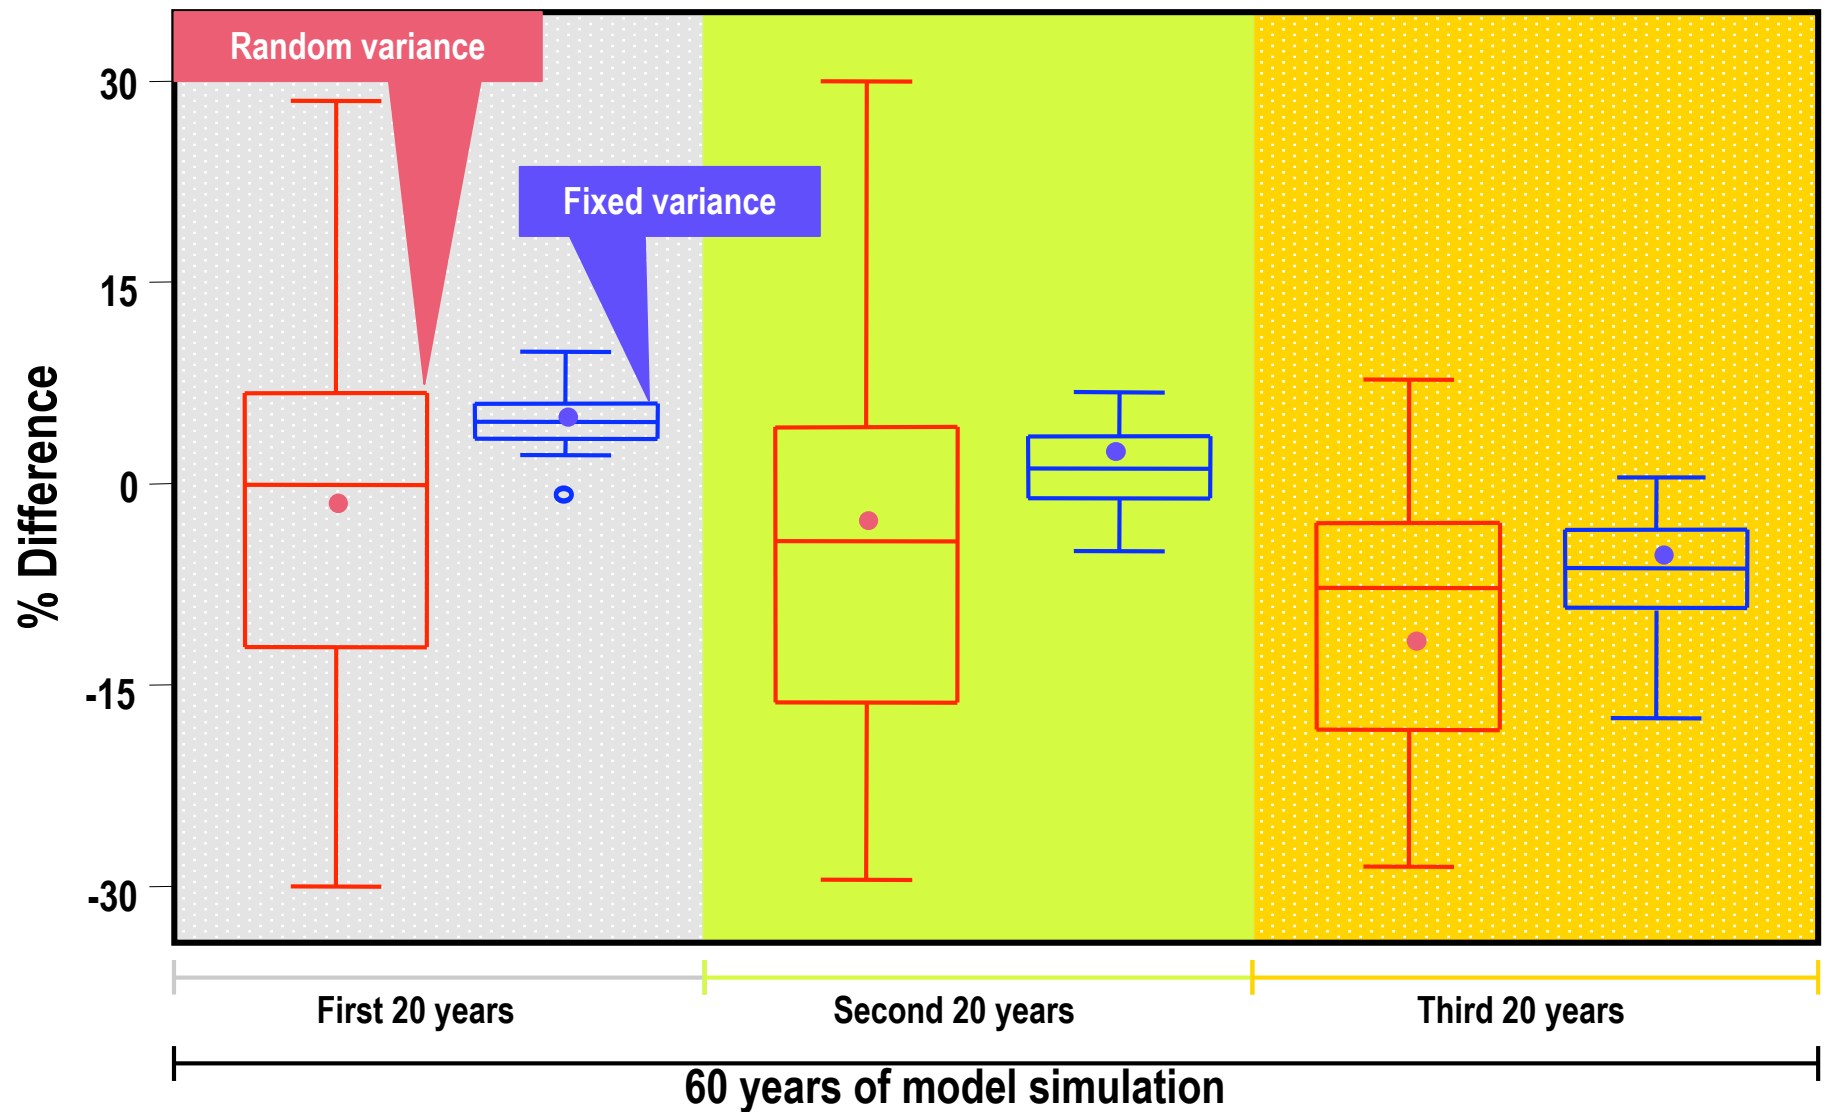 Random variance
Fixed variance
% Difference
30
15
0
-15
-30
First 20 years
Second 20 years
Third 20 years
60 years of model simulation